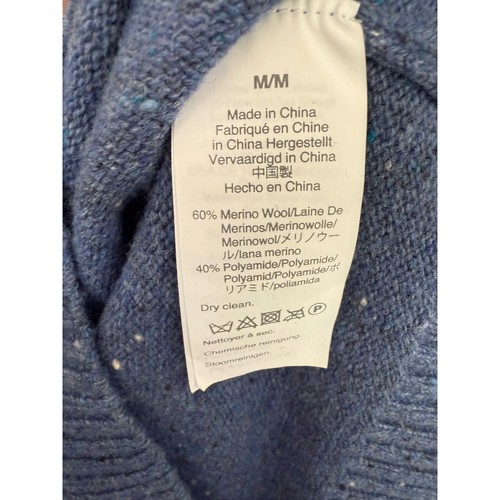 M/M
Made in China
Fabriqué en Chine
in China Hergestellt
Vervaardigd in China
中国製
Hecho en China
60% Merino Wool/Laine De
Merinos/Merinowolle/
Merinowol/メリノウー
ル/lana merino
40% Polyamide/Polyamide/
Polyamid/Polyamide/ポ
リアミド/poliamida
Dry clean.
P
Nettoyer à sec.
Chemische reinigung.
Stoomreinigen.